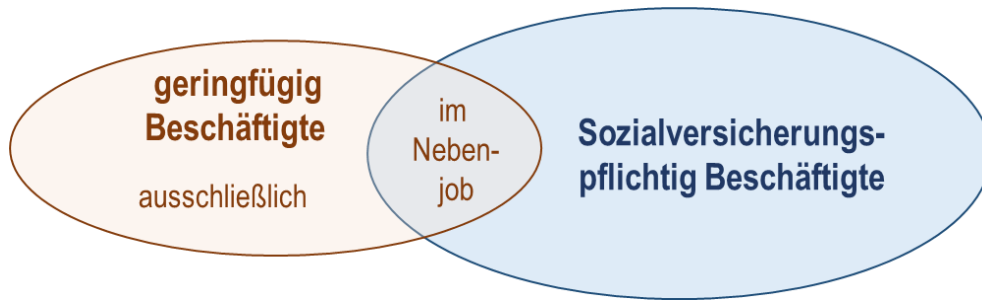 geringfügig
Beschäftigte
ausschließlich
im
Neben-
job
Sozialversicherungs-
pflichtig Beschäftigte